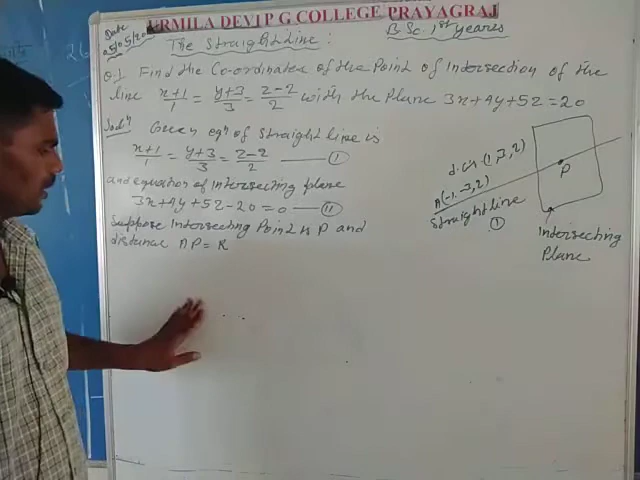 URMILA DEVI P G COLLEGE PRAYAGRAJ
Date
The Straight Line:
B.Sc. 1st yeares
Q.1 Find the Co-ordinates of the Point of Intersection of the
line x+1/1 = y+3/3 = z-2/2 with the Plane 3x+4y+5z=20
Soln Given eqn of straight line is
x+1/1 = y+3/3 = z-2/2 —— (I)
and equation of intersecting plane
3x+4y+5z-20=0 —— (II)
Suppose Intersecting Point is P and
distance AP = R
d.c.s (1,3,2)
A(-1,-3,2)
P
Straight line
(1)
Intersecting
Plane